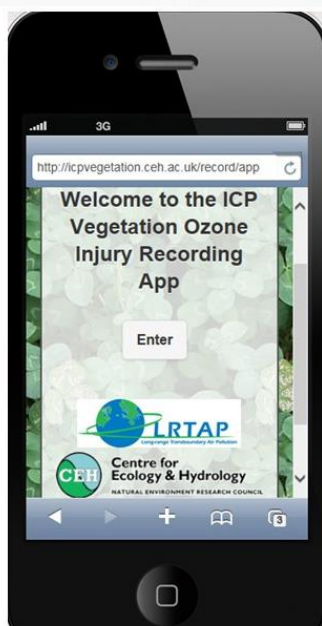 3G
http://icpvegetation.ceh.ac.uk/record/app
Welcome to the ICP
Vegetation Ozone
Injury Recording
App
Enter
LRTAP
Long-range Transboundary Air Pollution
CEH
Centre for
Ecology & Hydrology
NATURAL ENVIRONMENT RESEARCH COUNCIL
3